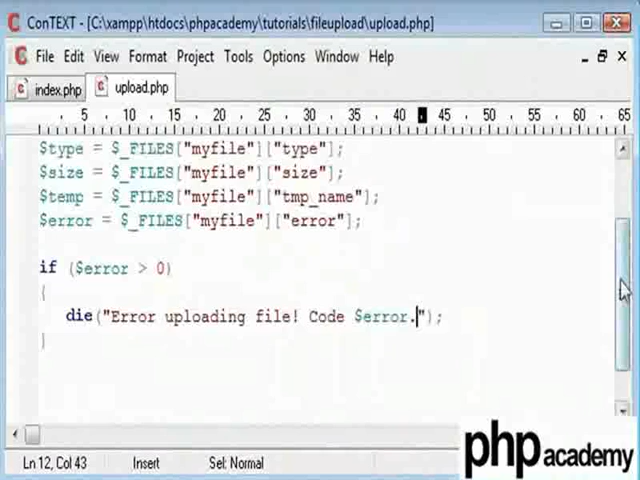 ConTEXT - [C:\xampp\htdocs\phpacademy\tutorials\fileupload\upload.php]
File Edit View Format Project Tools Options Window Help
index.php upload.php
5 10 15 20 25 30 35 40 45 50 55 60 65
$type = $_FILES["myfile"]["type"];
$size = $_FILES["myfile"]["size"];
$temp = $_FILES["myfile"]["tmp_name"];
$error = $_FILES["myfile"]["error"];
if ($error > 0)
{
die("Error uploading file! Code $error.");
}
Ln 12, Col 43 Insert Sel: Normal
php academy